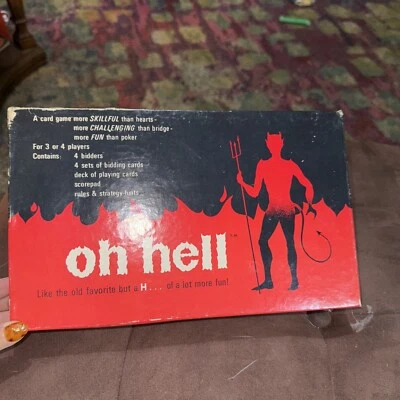 A card game more SKILLFUL than hearts -
more CHALLENGING than bridge -
more FUN than poker
For 3 or 4 players
Contains: 4 bidders
4 sets of bidding cards
deck of playing cards
scorepad
rules & strategy hints
oh hell
Like the old favorite but a H... of a lot more fun!